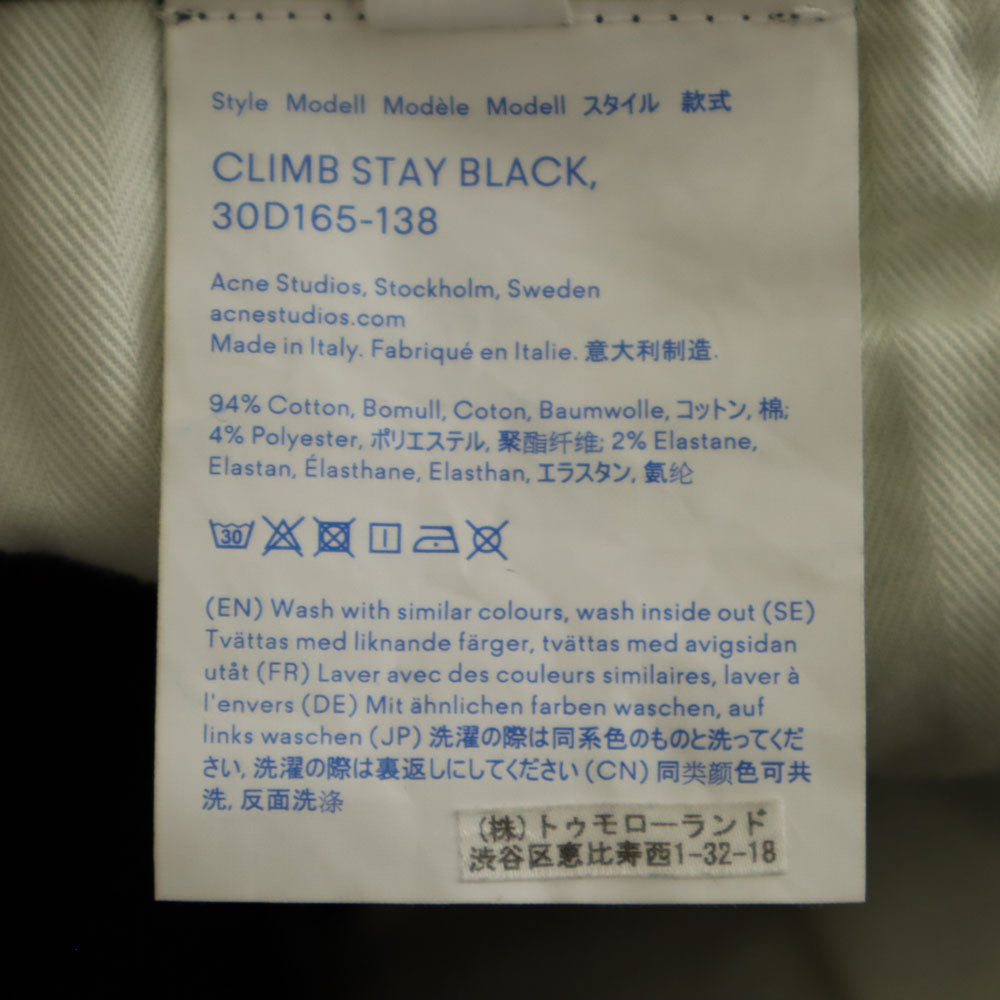 Style Modell Modèle Modell スタイル 款式
CLIMB STAY BLACK,
30D165-138
Acne Studios, Stockholm, Sweden
acnestudios.com
Made in Italy. Fabriqué en Italie. 意大利制造.
94% Cotton, Bomull, Coton, Baumwolle, コットン, 棉;
4% Polyester, ポリエステル, 聚酯纤维; 2% Elastane,
Elastan, Élasthane, Elasthan, エラスタン, 氨纶
30
(EN) Wash with similar colours, wash inside out (SE)
Tvättas med liknande färger, tvättas med avigsidan
utåt (FR) Laver avec des couleurs similaires, laver à
l'envers (DE) Mit ähnlichen farben waschen, auf
links waschen (JP) 洗濯の際は同系色のものと洗ってくだ
さい, 洗濯の際は裏返しにしてください (CN) 同类颜色可共
洗, 反面洗涤
(株)トゥモローランド
渋谷区恵比寿西1-32-18